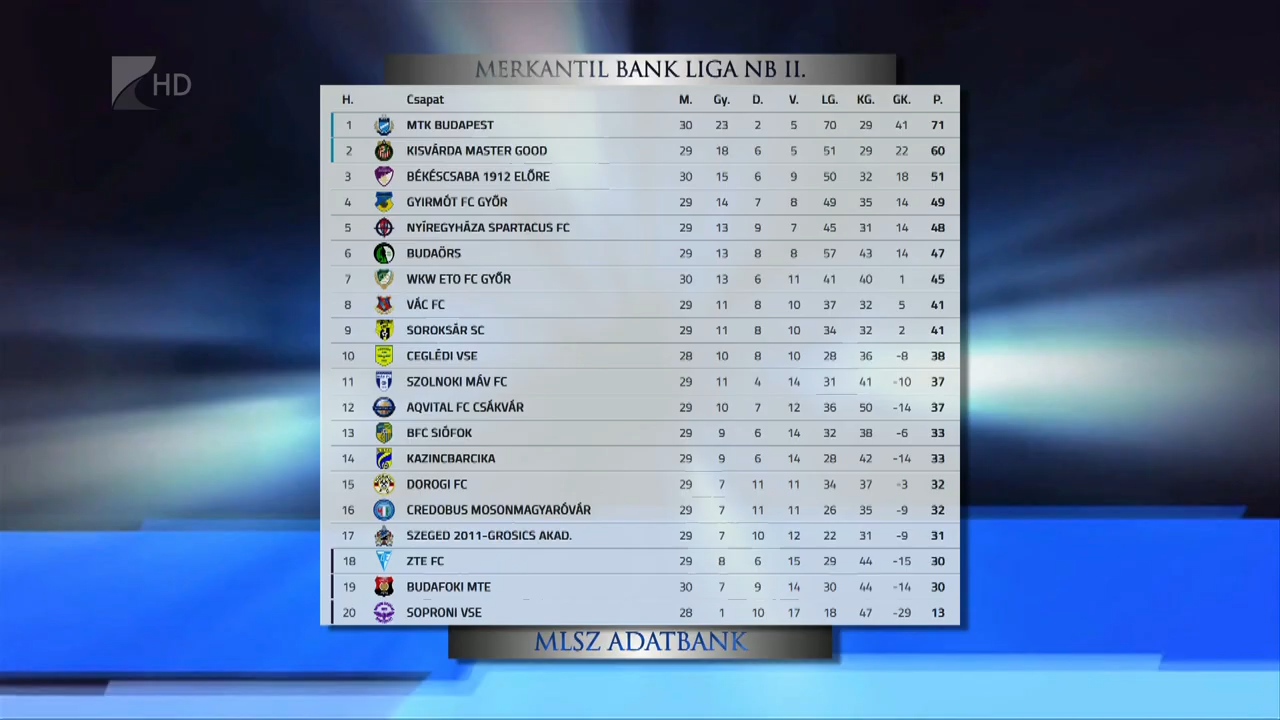 HD
MERKANTIL BANK LIGA NB II.
H. Csapat M. Gy. D. V. LG. KG. GK. P.
1 MTK BUDAPEST 30 23 2 5 70 29 41 71
2 KISVÁRDA MASTER GOOD 29 18 6 5 51 29 22 60
3 BÉKÉSCSABA 1912 ELŐRE 30 15 6 9 50 32 18 51
4 GYIRMÓT FC GYŐR 29 14 7 8 49 35 14 49
5 NYÍREGYHÁZA SPARTACUS FC 29 13 9 7 45 31 14 48
6 BUDAÖRS 29 13 8 8 57 43 14 47
7 WKW ETO FC GYŐR 30 13 6 11 41 40 1 45
8 VÁC FC 29 11 8 10 37 32 5 41
9 SOROKSÁR SC 29 11 8 10 34 32 2 41
10 CEGLÉDI VSE 28 10 8 10 28 36 -8 38
11 SZOLNOKI MÁV FC 29 11 4 14 31 41 -10 37
12 AQVITAL FC CSÁKVÁR 29 10 7 12 36 50 -14 37
13 BFC SIÓFOK 29 9 6 14 32 38 -6 33
14 KAZINCBARCIKA 29 9 6 14 28 42 -14 33
15 DOROGI FC 29 7 11 11 34 37 -3 32
16 CREDOBUS MOSONMAGYARÓVÁR 29 7 11 11 26 35 -9 32
17 SZEGED 2011-GROSICS AKAD. 29 7 10 12 22 31 -9 31
18 ZTE FC 29 8 6 15 29 44 -15 30
19 BUDAFOKI MTE 30 7 9 14 30 44 -14 30
20 SOPRONI VSE 28 1 10 17 18 47 -29 13
MLSZ ADATBANK